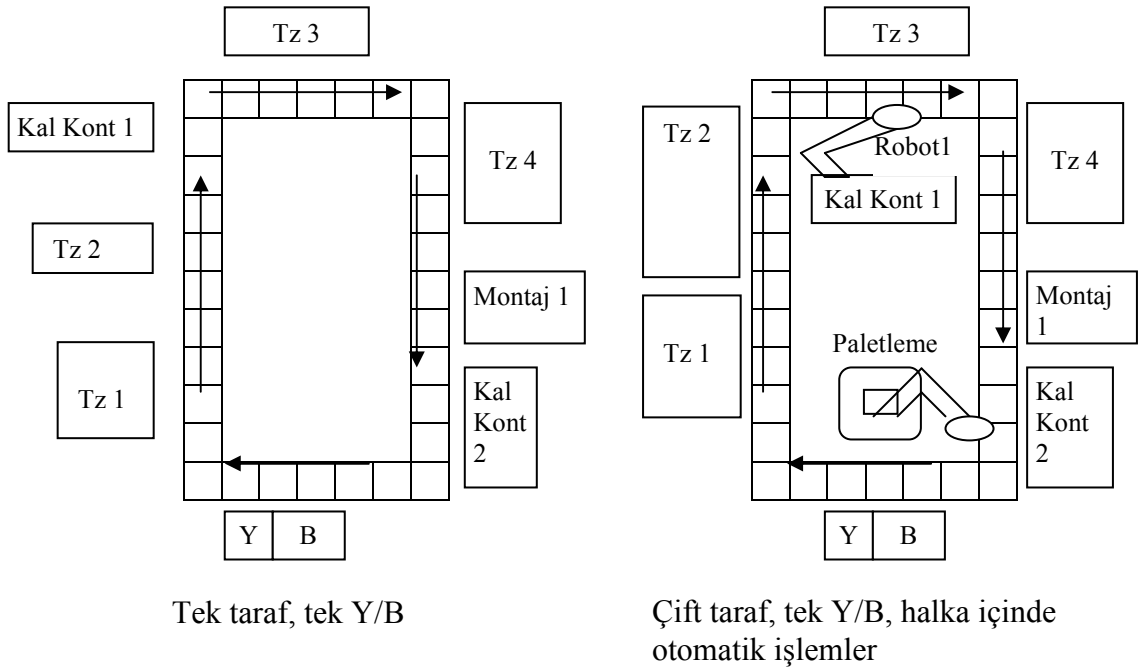 Tz 3
Kal Kont 1
Tz 4
Tz 2
Montaj 1
Tz 1
Kal
Kont
2
Y B
Tek taraf, tek Y/B
Tz 3
Tz 2
Robot1
Tz 4
Kal Kont 1
Montaj
1
Tz 1
Paletleme
Kal
Kont
2
Y B
Çift taraf, tek Y/B, halka içinde
otomatik işlemler